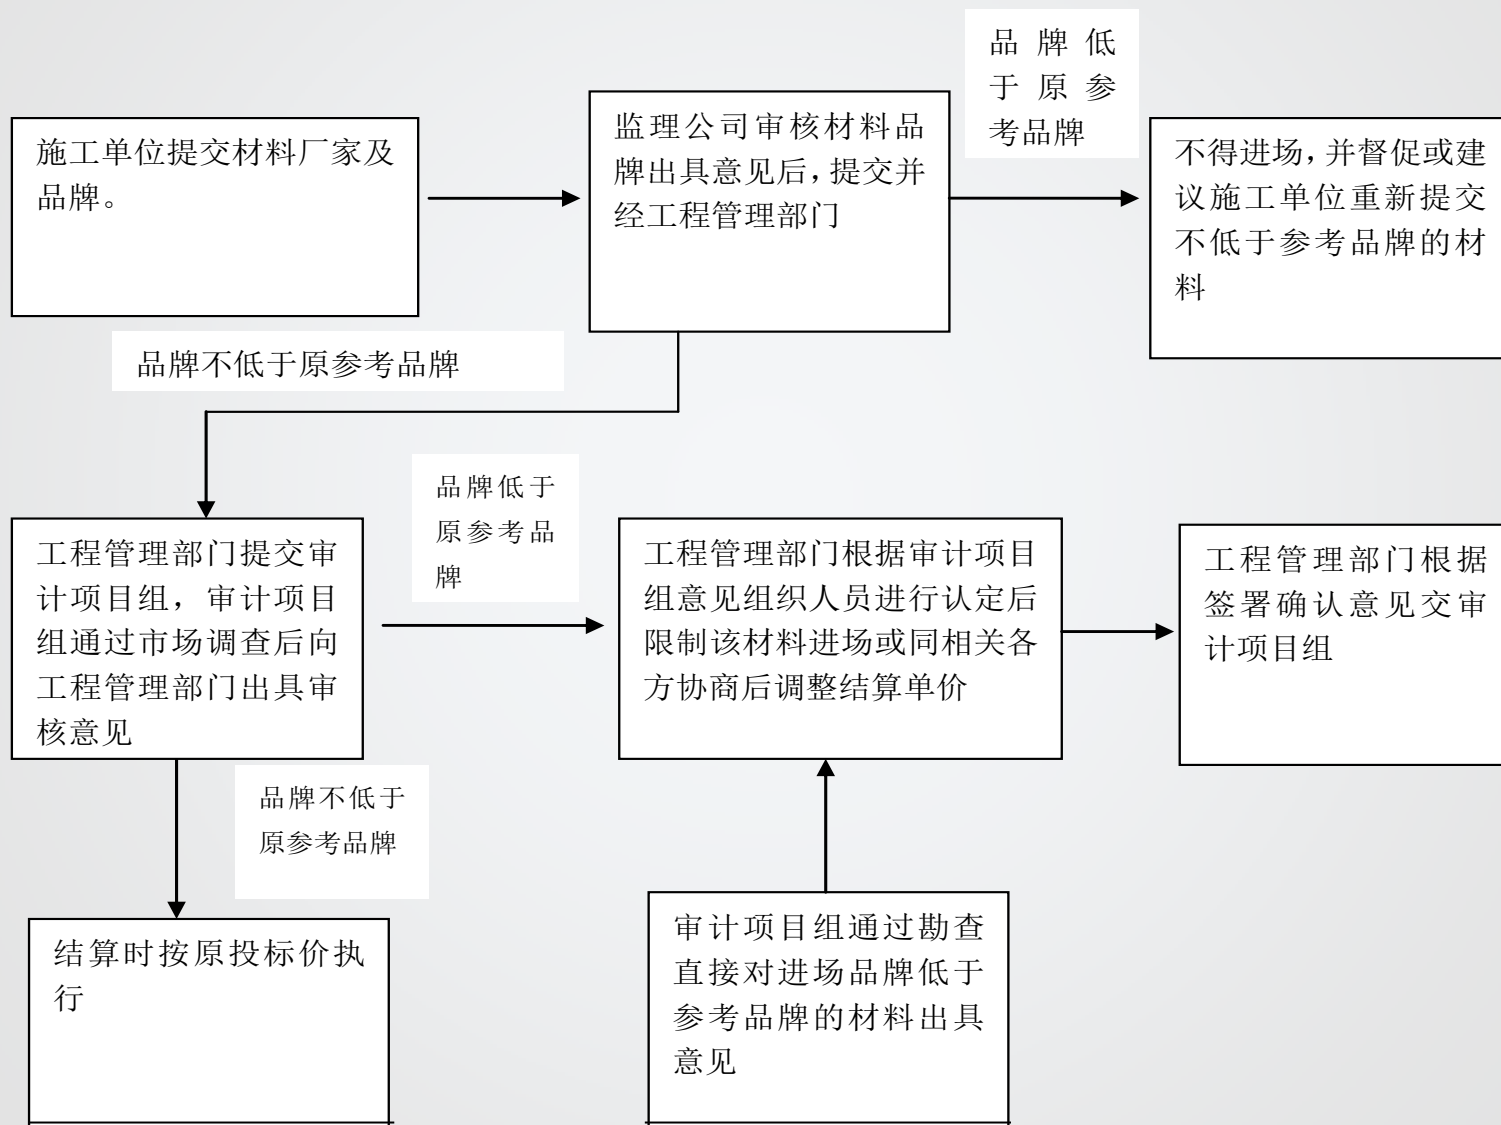 品牌低
于原参
考品牌
施工单位提交材料厂家及
品牌。
监理公司审核材料品
牌出具意见后，提交并
经工程管理部门
不得进场，并督促或建
议施工单位重新提交
不低于参考品牌的材
料
品牌不低于原参考品牌
品牌低于
原参考品
牌
工程管理部门提交审
计项目组，审计项目
组通过市场调查后向
工程管理部门出具审
核意见
工程管理部门根据审计项目
组意见组织人员进行认定后
限制该材料进场或同相关各
方协商后调整结算单价
工程管理部门根据
签署确认意见交审
计项目组
品牌不低于
原参考品牌
结算时按原投标价执
行
审计项目组通过勘查
直接对进场品牌低于
参考品牌的材料出具
意见